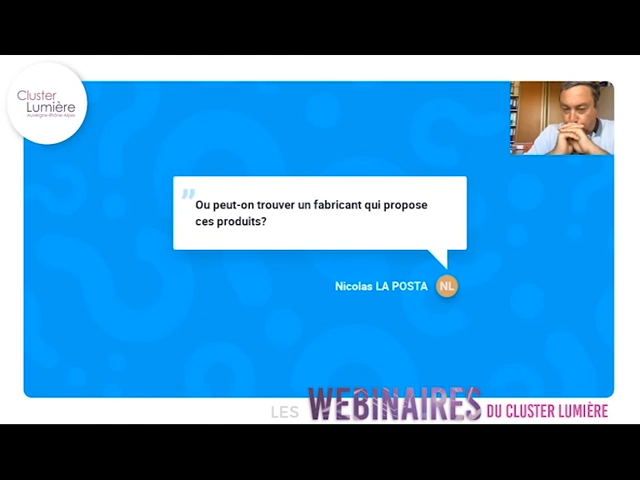 Cluster
Lumière
Auvergne-Rhône-Alpes
”
Ou peut-on trouver un fabricant qui propose
ces produits?
Nicolas LA POSTA NL
LES WEBINAIRES DU CLUSTER LUMIÈRE